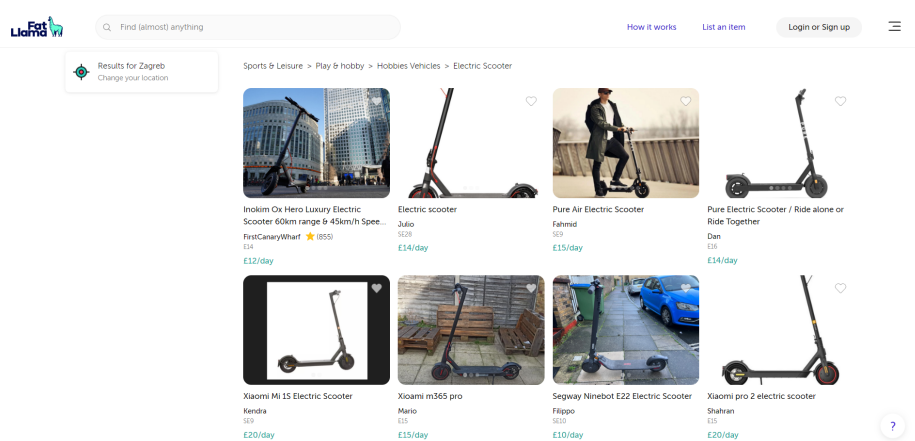 Fat
Llama
Find (almost) anything
How it works
List an item
Login or Sign up
Results for Zagreb
Change your location
Sports & Leisure > Play & hobby > Hobbies Vehicles > Electric Scooter
Inokim Ox Hero Luxury Electric
Scooter 60km range & 45km/h Spee...
FirstCanaryWharf (855)
E14
£12/day
Electric scooter
Julio
SE28
£14/day
Pure Air Electric Scooter
Fahmid
SE9
£15/day
Pure Electric Scooter / Ride alone or
Ride Together
Dan
E16
£14/day
Xiaomi Mi 1S Electric Scooter
Kendra
SE9
£20/day
Xioami m365 pro
Mario
E15
£15/day
Segway Ninebot E22 Electric Scooter
Filippo
SE10
£10/day
Xiaomi pro 2 electric scooter
Shahran
E15
£20/day
?